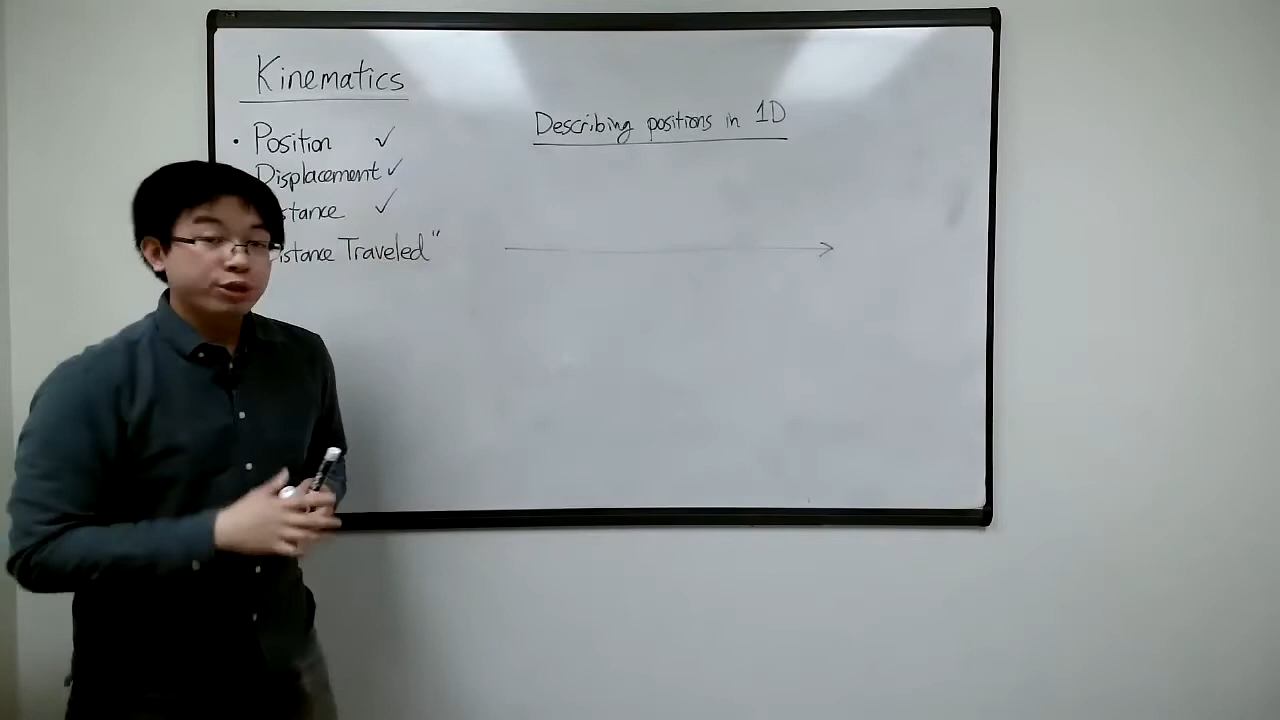 Kinematics
• Position ✓
Displacement ✓
stance ✓
istance Traveled"
Describing positions in 1D